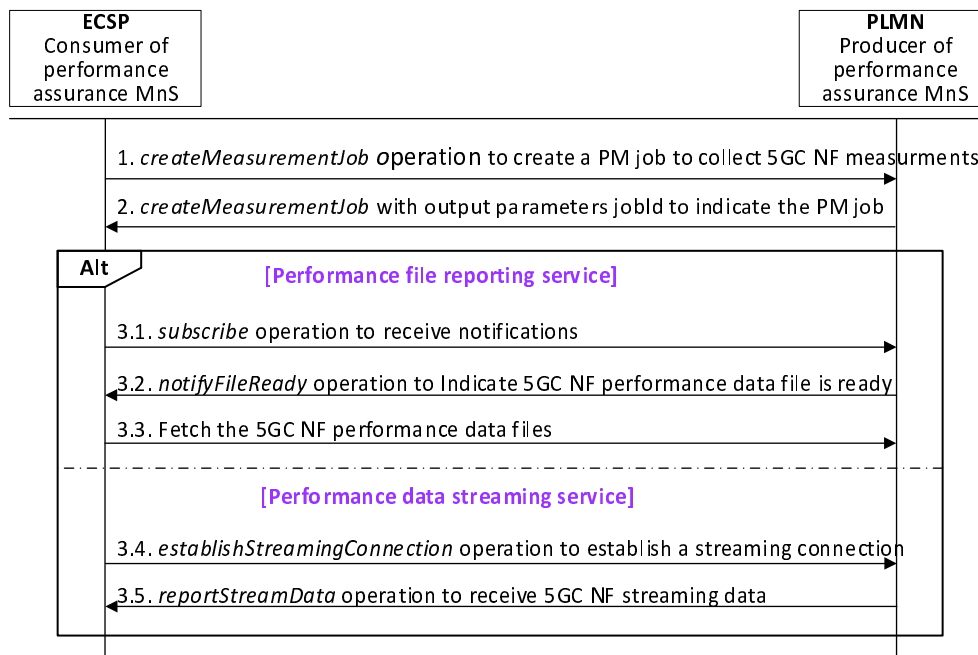 ECSP
Consumer of
performance
assurance MnS
PLMN
Producer of
performance
assurance MnS
1. createMeasurementJob operation to create a PM job to collect 5GC NF measurments
2. createMeasurementJob with output parameters jobId to indicate the PM job
Alt
[Performance file reporting service]
3.1. subscribe operation to receive notifications
3.2. notifyFileReady operation to Indicate 5GC NF performance data file is ready
3.3. Fetch the 5GC NF performance data files
[Performance data streaming service]
3.4. establishStreamingConnection operation to establish a streaming connection
3.5. reportStreamData operation to receive 5GC NF streaming data